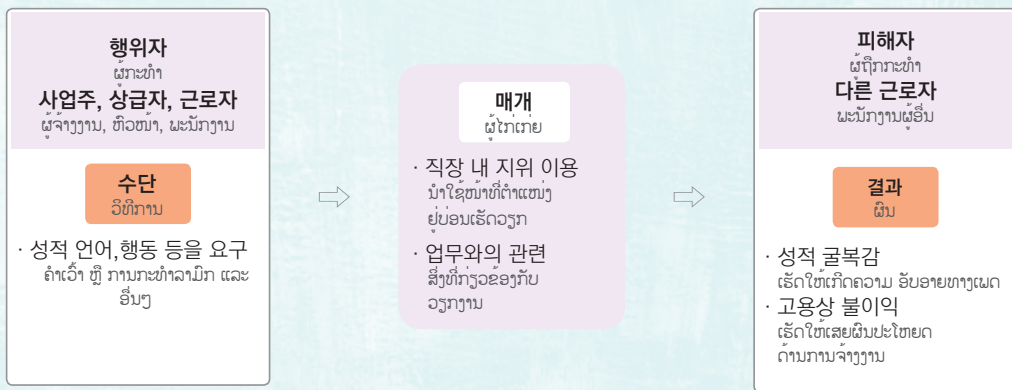 행위자
ຜູ້ກະທຳ
사업주, 상급자, 근로자
ຜູ້ຈ້າງງານ, ຫົວໜ້າ, ພະນັກງານ
수단
ວິທີການ
· 성적 언어,행동 등을 요구
ຄຳເວົ້າ ຫຼື ການກະທຳລາມົກ ແລະ
ອື່ນໆ
매개
ຜູ້ໄກ່ເກ່ຍ
· 직장 내 지위 이용
ນຳໃຊ້ໜ້າທີ່ຕຳແໜ່ງ
ຢູ່ບ່ອນເຮັດວຽກ
· 업무와의 관련
ສິ່ງທີ່ກ່ຽວຂ້ອງກັບ
ວຽກງານ
피해자
ຜູ້ຖືກກະທຳ
다른 근로자
ພະນັກງານຜູ້ອື່ນ
결과
ຜົນ
· 성적 굴복감
ເຮັດໃຫ້ເກີດຄວາມ ອັບອາຍທາງເພດ
· 고용상 불이익
ເຮັດໃຫ້ເສຍຜົນປະໂຫຍດ
ດ້ານການຈ້າງງານ